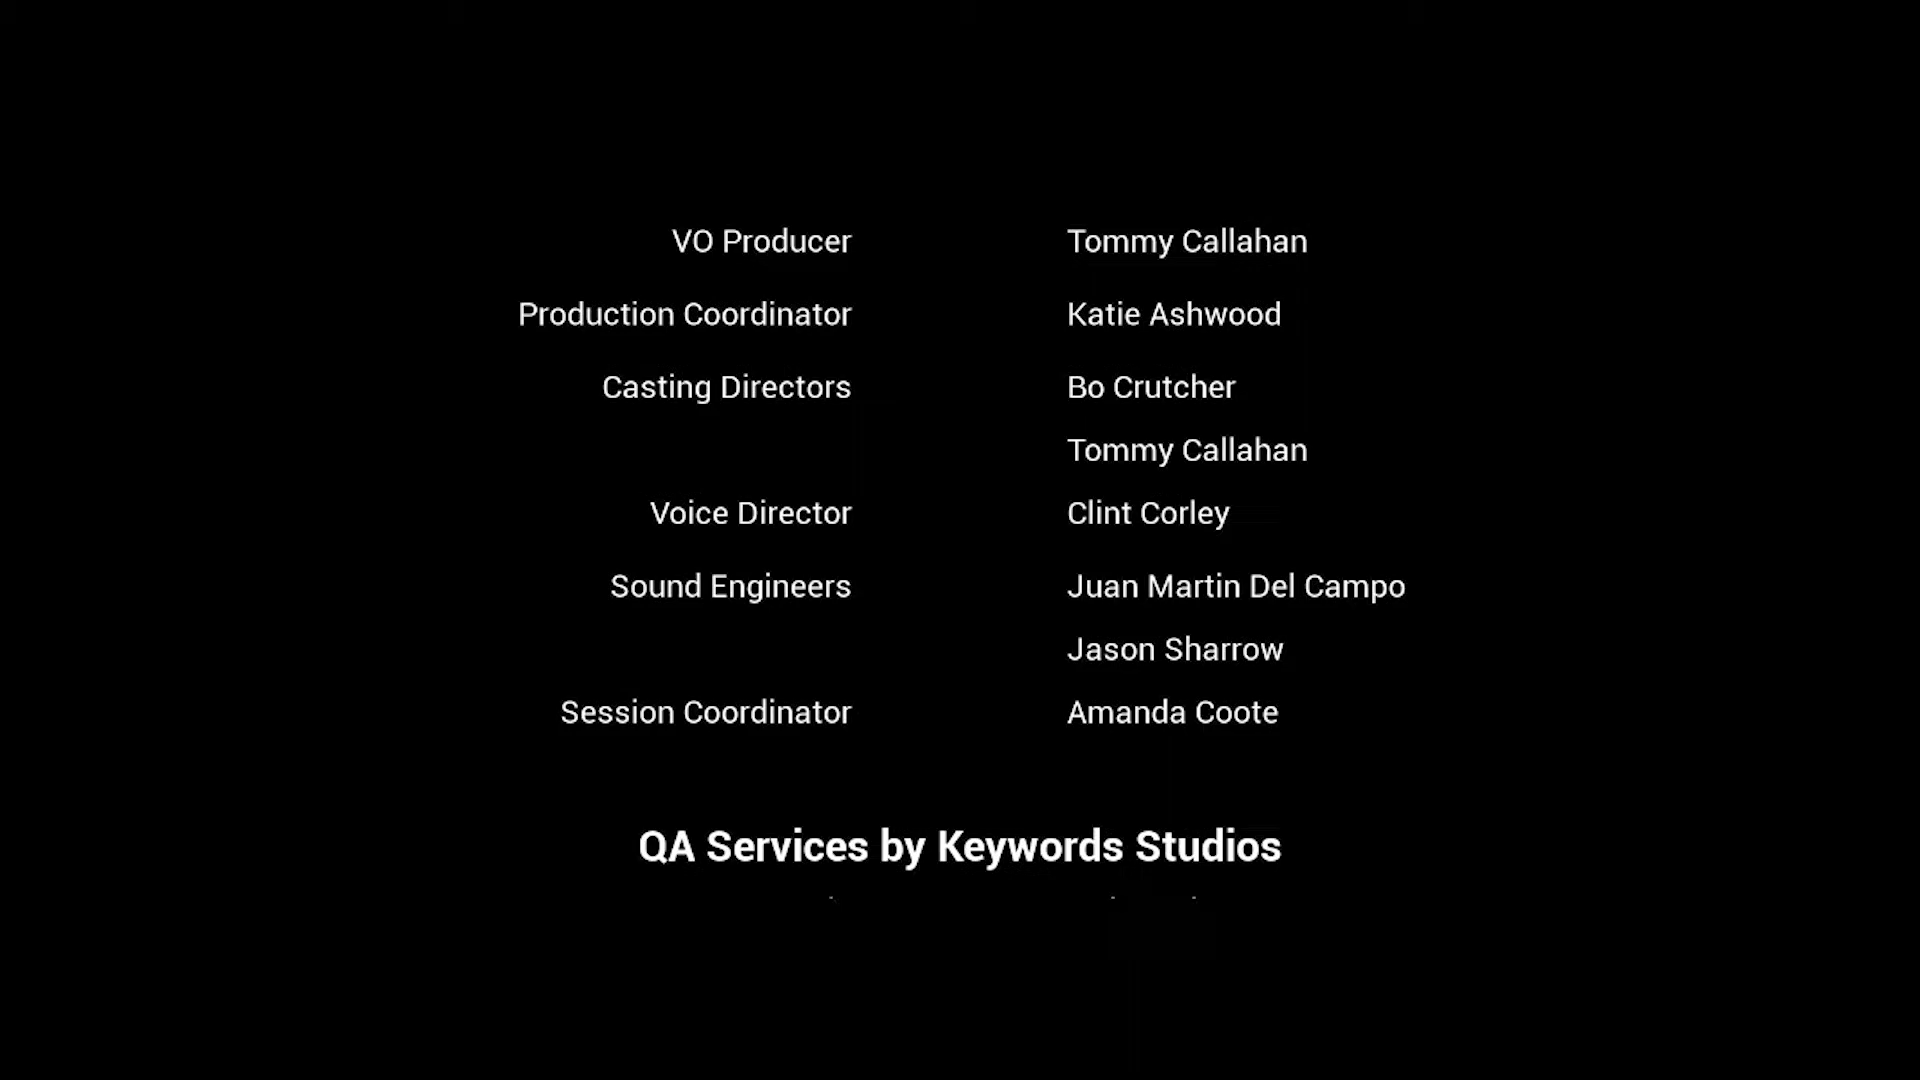 VO Producer Tommy Callahan
Production Coordinator Katie Ashwood
Casting Directors Bo Crutcher
Tommy Callahan
Voice Director Clint Corley
Sound Engineers Juan Martin Del Campo
Jason Sharrow
Session Coordinator Amanda Coote
QA Services by Keywords Studios